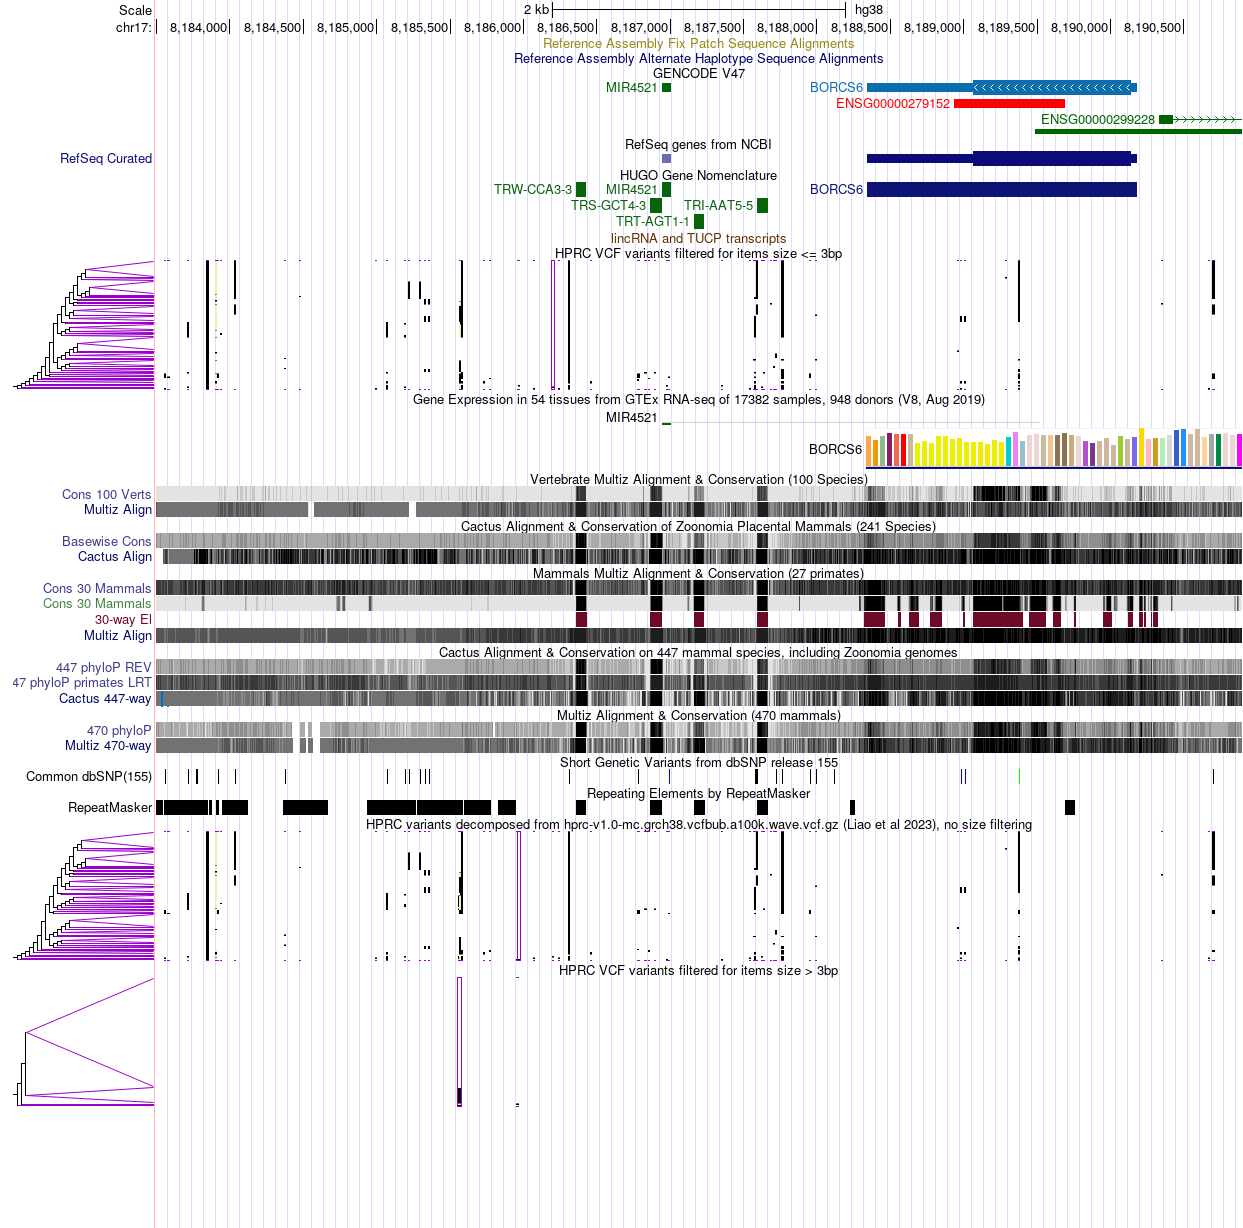 Scale 2 kb hg38
chr17: 8,184,000 8,184,500 8,185,000 8,185,500 8,186,000 8,186,500 8,187,000 8,187,500 8,188,000 8,188,500 8,189,000 8,189,500 8,190,000 8,190,500
Reference Assembly Fix Patch Sequence Alignments
Reference Assembly Alternate Haplotype Sequence Alignments
GENCODE V47
MIR4521 BORCS6
ENSG00000279152
ENSG00000299228
RefSeq genes from NCBI
RefSeq Curated
HUGO Gene Nomenclature
TRW-CCA3-3 MIR4521 BORCS6
TRS-GCT4-3 TRI-AAT5-5
TRT-AGT1-1
lincRNA and TUCP transcripts
HPRC VCF variants filtered for items size <= 3bp
Gene Expression in 54 tissues from GTEx RNA-seq of 17382 samples, 948 donors (V8, Aug 2019)
MIR4521
BORCS6
Vertebrate Multiz Alignment & Conservation (100 Species)
Cons 100 Verts
Multiz Align
Cactus Alignment & Conservation of Zoonomia Placental Mammals (241 Species)
Basewise Cons
Cactus Align
Mammals Multiz Alignment & Conservation (27 primates)
Cons 30 Mammals
Cons 30 Mammals
30-way El
Multiz Align
Cactus Alignment & Conservation on 447 mammal species, including Zoonomia genomes
447 phyloP REV
47 phyloP primates LRT
Cactus 447-way
Multiz Alignment & Conservation (470 mammals)
470 phyloP
Multiz 470-way
Short Genetic Variants from dbSNP release 155
Common dbSNP(155)
Repeating Elements by RepeatMasker
RepeatMasker
HPRC variants decomposed from hprc-v1.0-mc.grch38.vcfbub.a100k.wave.vcf.gz (Liao et al 2023), no size filtering
HPRC VCF variants filtered for items size > 3bp